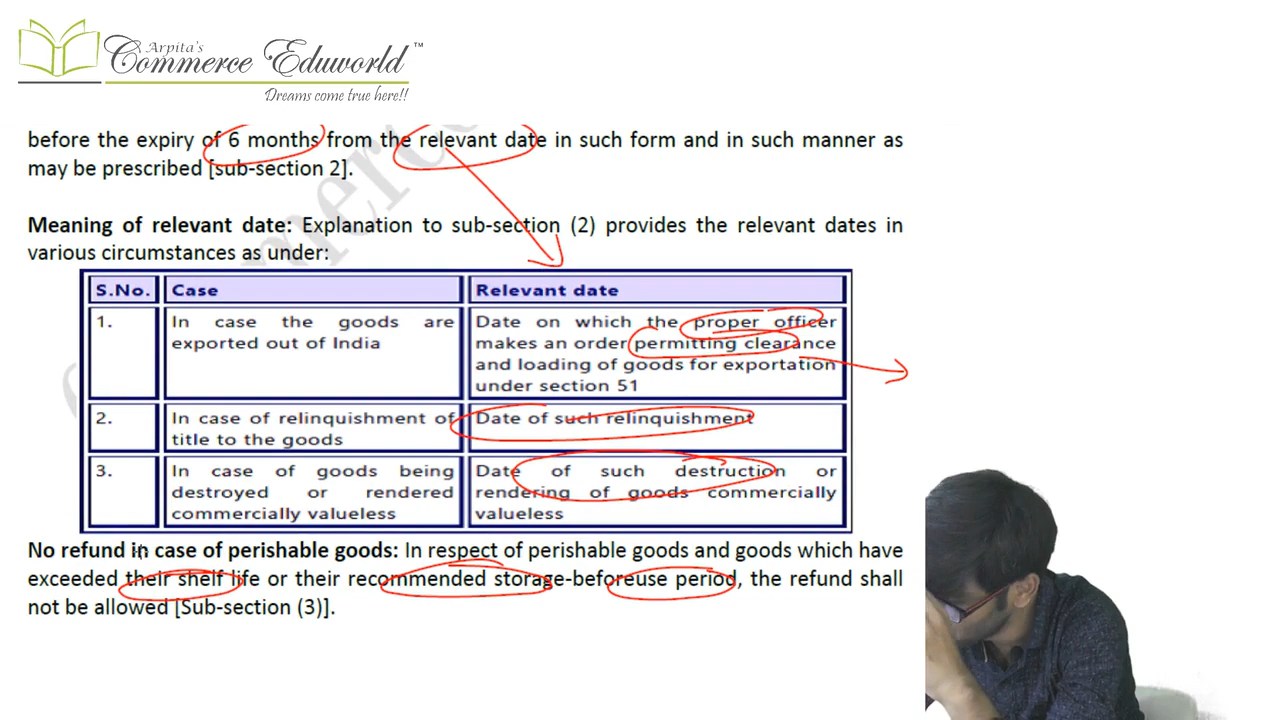 Arpita's
Commerce Eduworld™
Dreams come true here!!
before the expiry of 6 months from the relevant date in such form and in such manner as
may be prescribed [sub-section 2].
Meaning of relevant date: Explanation to sub-section (2) provides the relevant dates in
various circumstances as under:
S.No. Case Relevant date
1. In case the goods are exported out of India
Date on which the proper officer
makes an order permitting clearance
and loading of goods for exportation
under section 51
2. In case of relinquishment of
title to the goods
Date of such relinquishment
3. In case of goods being
destroyed or rendered
commercially valueless
Date of such destruction or
rendering of goods commercially
valueless
No refund in case of perishable goods: In respect of perishable goods and goods which have
exceeded their shelf life or their recommended storage-beforeuse period, the refund shall
not be allowed [Sub-section (3)].